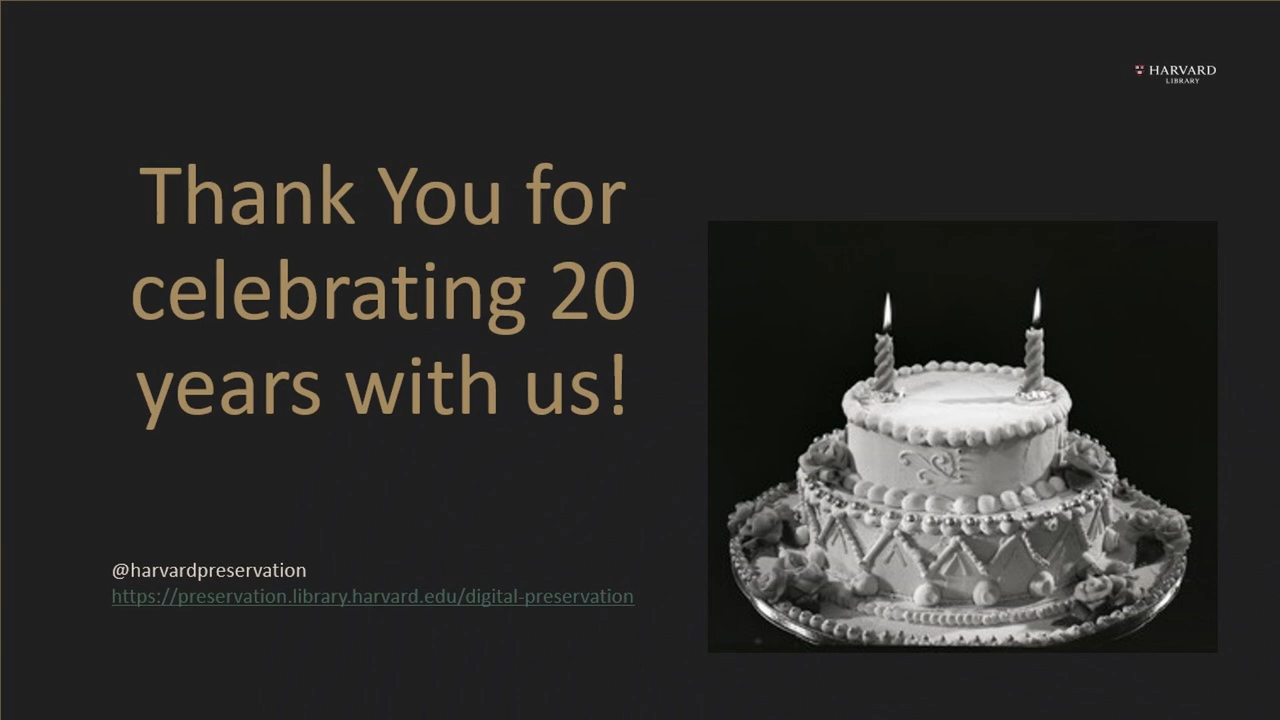 HARVARD
LIBRARY
Thank You for
celebrating 20
years with us!
@harvardpreservation
https://preservation.library.harvard.edu/digital-preservation